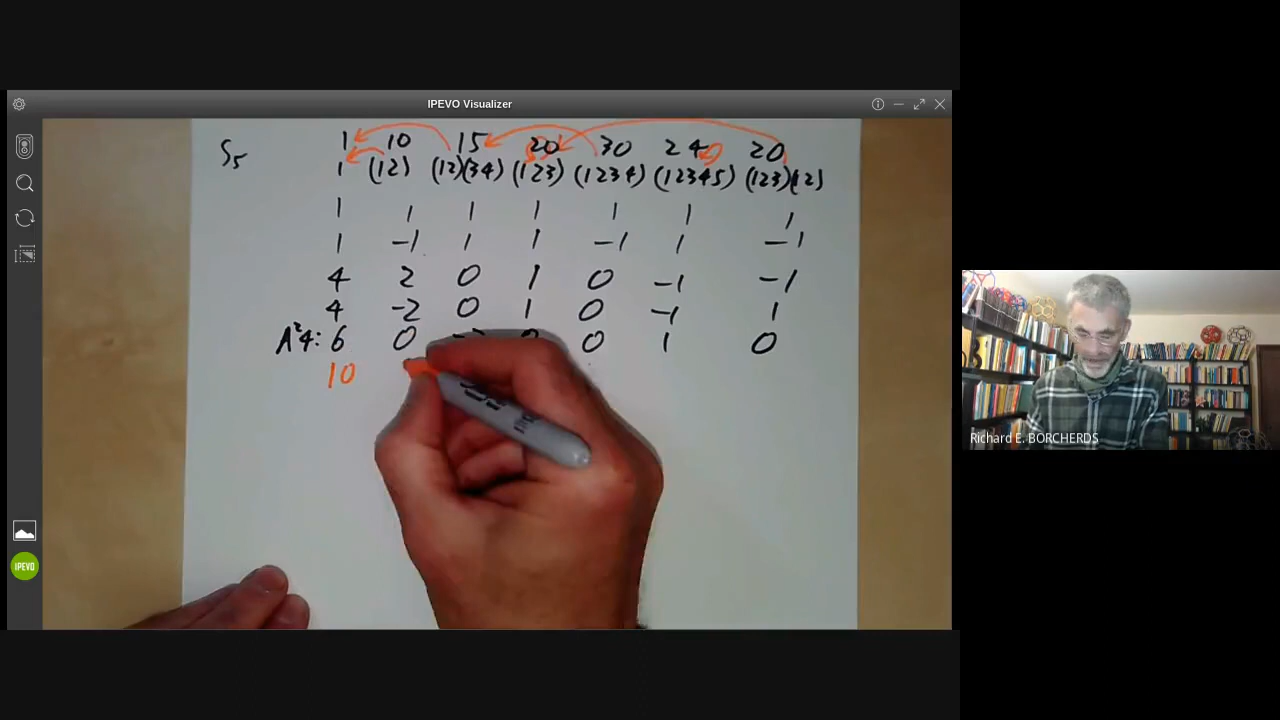 IPEVO Visualizer
S5 1 10 15 20 30 24 20
1 (12) (12)(34) (123) (1234) (12345) (123)(12)
1 1 1 1 1 1 1
1 -1 1 1 -1 1 -1
4 2 0 1 0 -1 -1
4 -2 0 1 0 -1 1
Λ²4: 6 0 0 1 0
10
IPEVO
Richard E. BORCHERDS